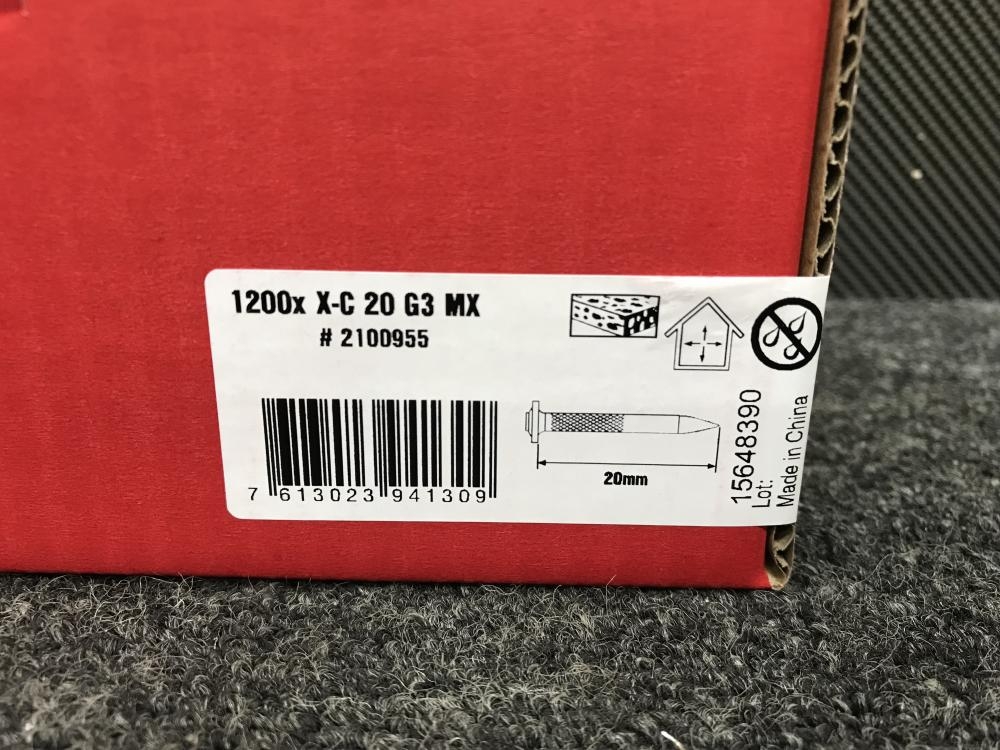 1200x X-C 20 G3 MX
# 2100955
7 613023 941309
20mm
15648390
Lot:
Made in China